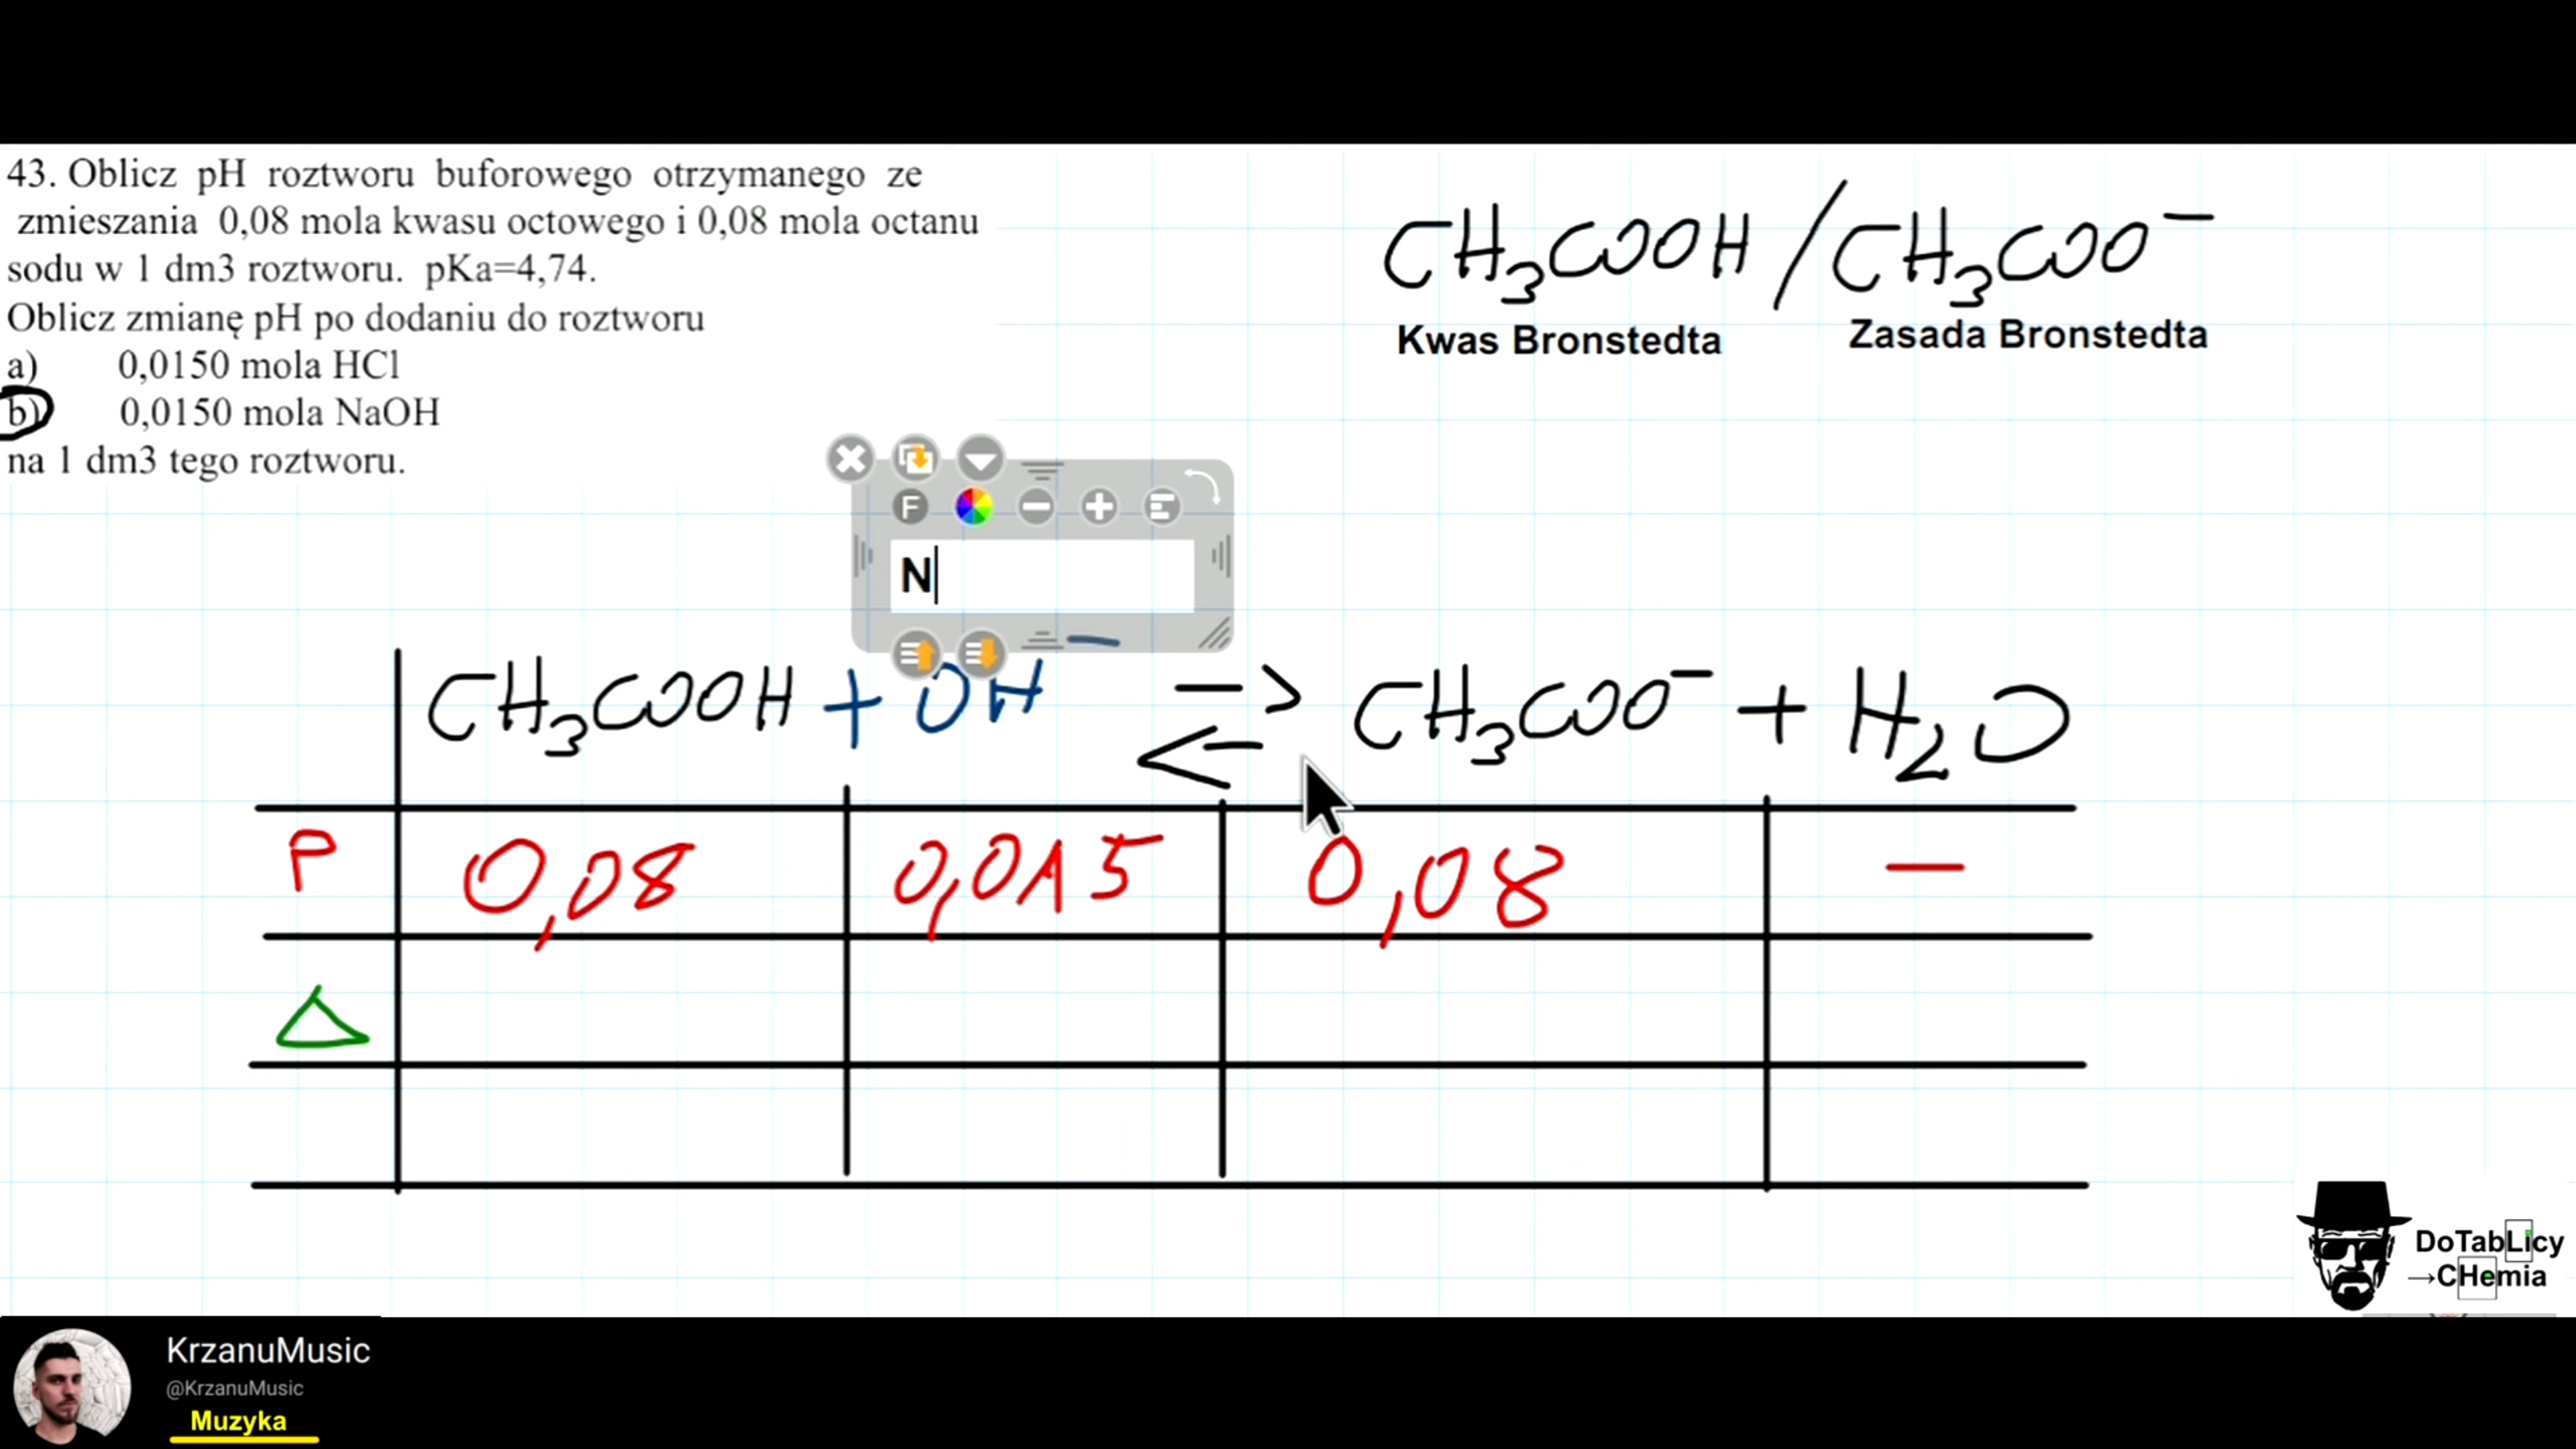 43. Oblicz pH roztworu buforowego otrzymanego ze
zmieszania 0,08 mola kwasu octowego i 0,08 mola octanu
sodu w 1 dm3 roztworu. pKa=4,74.
Oblicz zmianę pH po dodaniu do roztworu
a) 0,0150 mola HCl
b) 0,0150 mola NaOH
na 1 dm3 tego roztworu.
CH3COOH / CH3COO−
Kwas Bronstedta Zasada Bronstedta
F
N
CH3COOH + OH− -> <- CH3COO− + H2O
P 0,08 0,015 0,08 −
Δ
DoTabLicy
→CHemia
KrzanuMusic
@KrzanuMusic
Muzyka